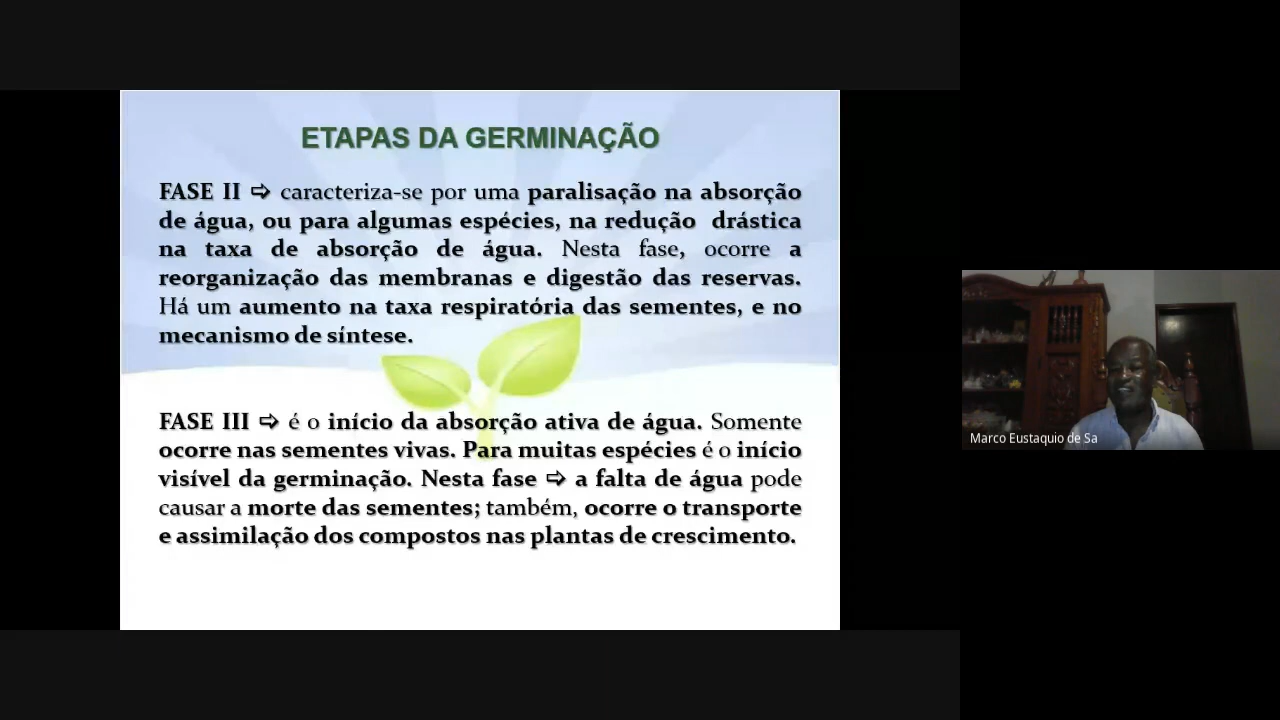 ETAPAS DA GERMINAÇÃO
FASE II ⇨ caracteriza-se por uma paralisação na absorção
de água, ou para algumas espécies, na redução drástica
na taxa de absorção de água. Nesta fase, ocorre a
reorganização das membranas e digestão das reservas.
Há um aumento na taxa respiratória das sementes, e no
mecanismo de síntese.
FASE III ⇨ é o início da absorção ativa de água. Somente
ocorre nas sementes vivas. Para muitas espécies é o início
visível da germinação. Nesta fase ⇨ a falta de água pode
causar a morte das sementes; também, ocorre o transporte
e assimilação dos compostos nas plantas de crescimento.
Marco Eustaquio de Sa